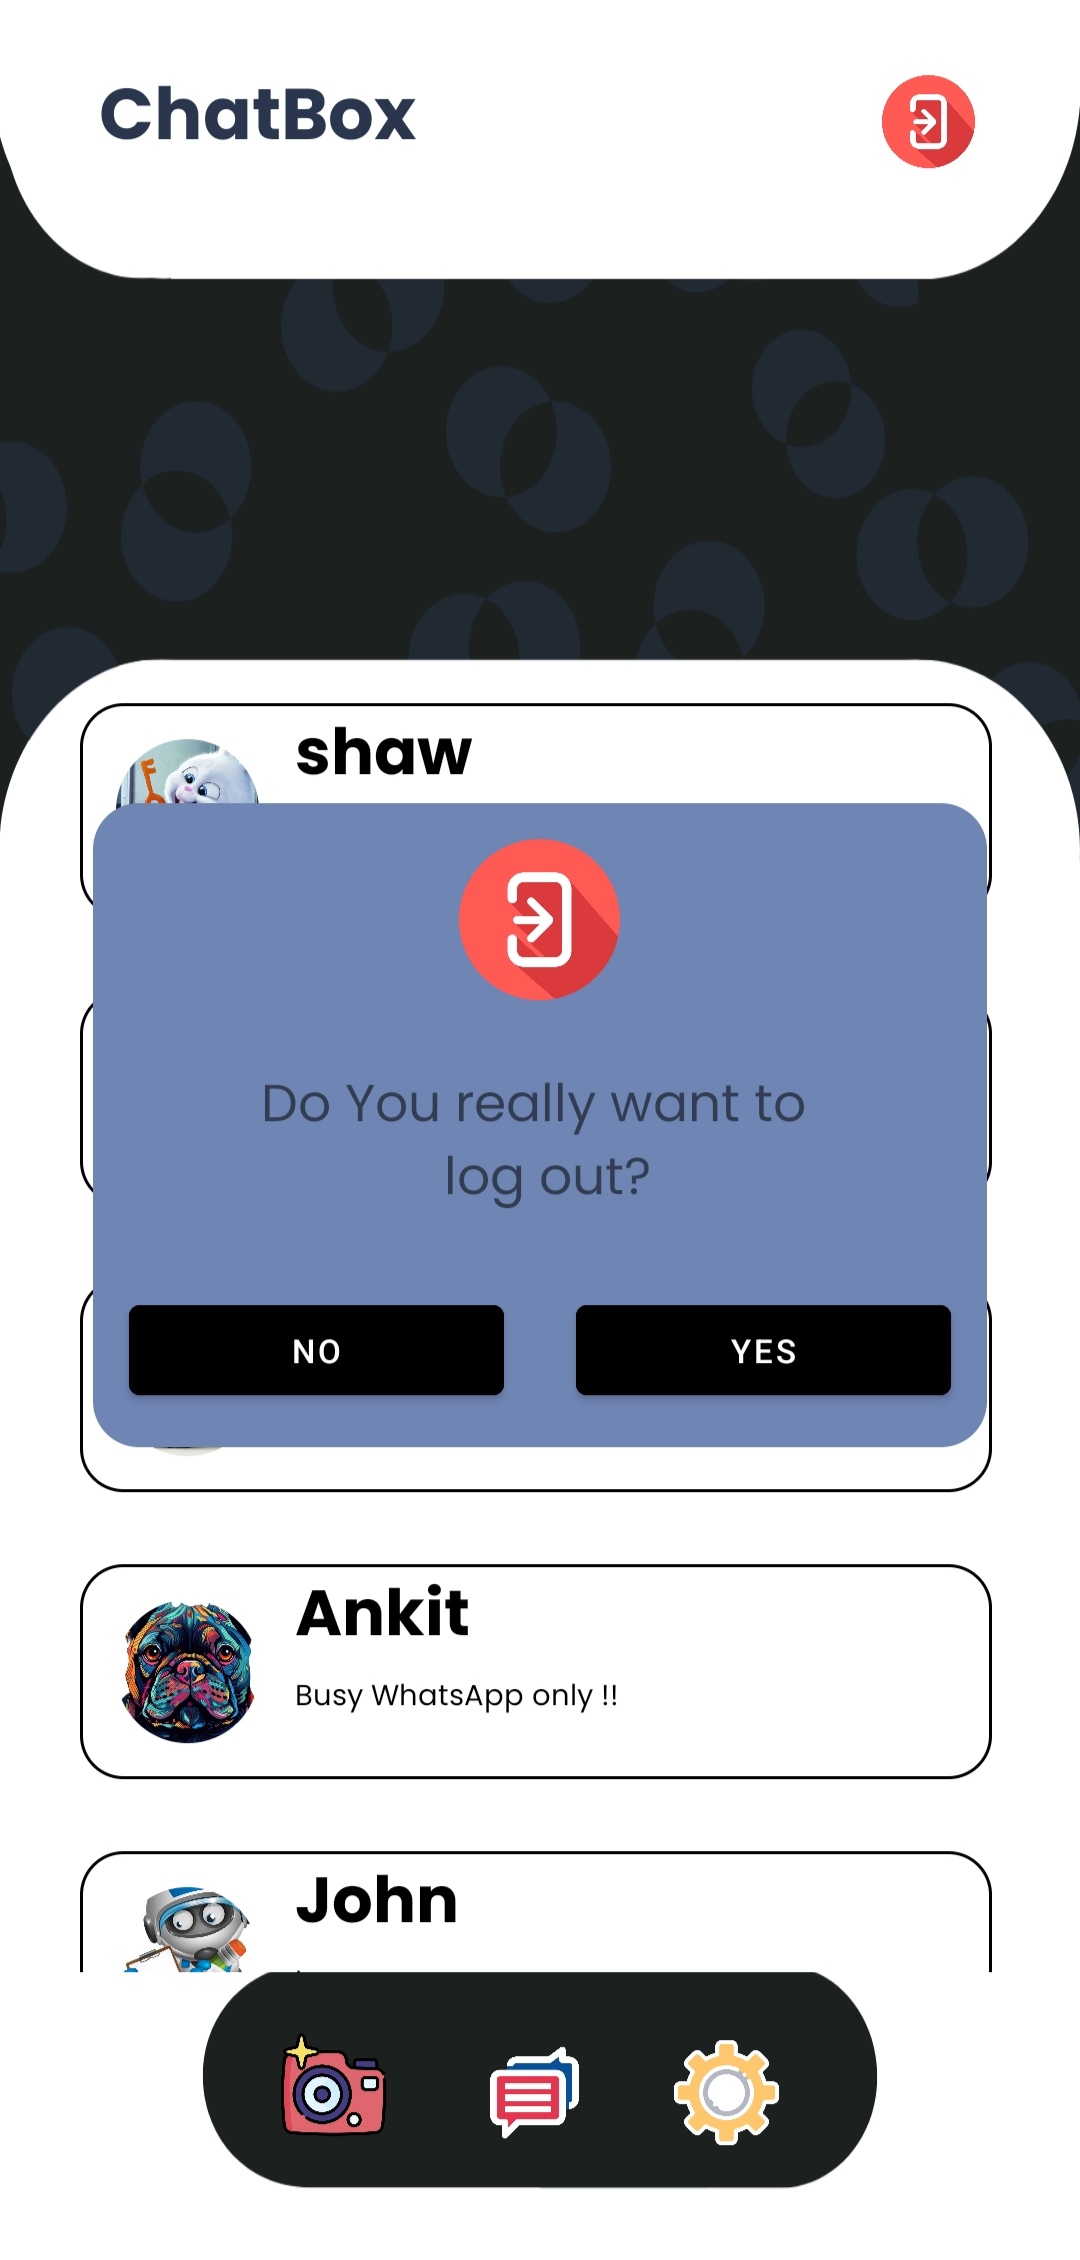 ChatBox
shaw
Do You really want to
log out?
NO
YES
Ankit
Busy WhatsApp only !!
John